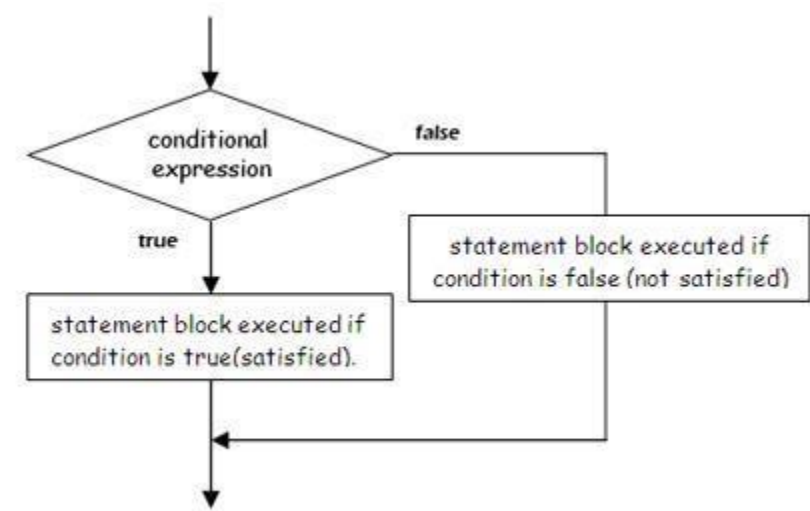 conditional
expression
false
true
statement block executed if
condition is false (not satisfied)
statement block executed if
condition is true(satisfied).